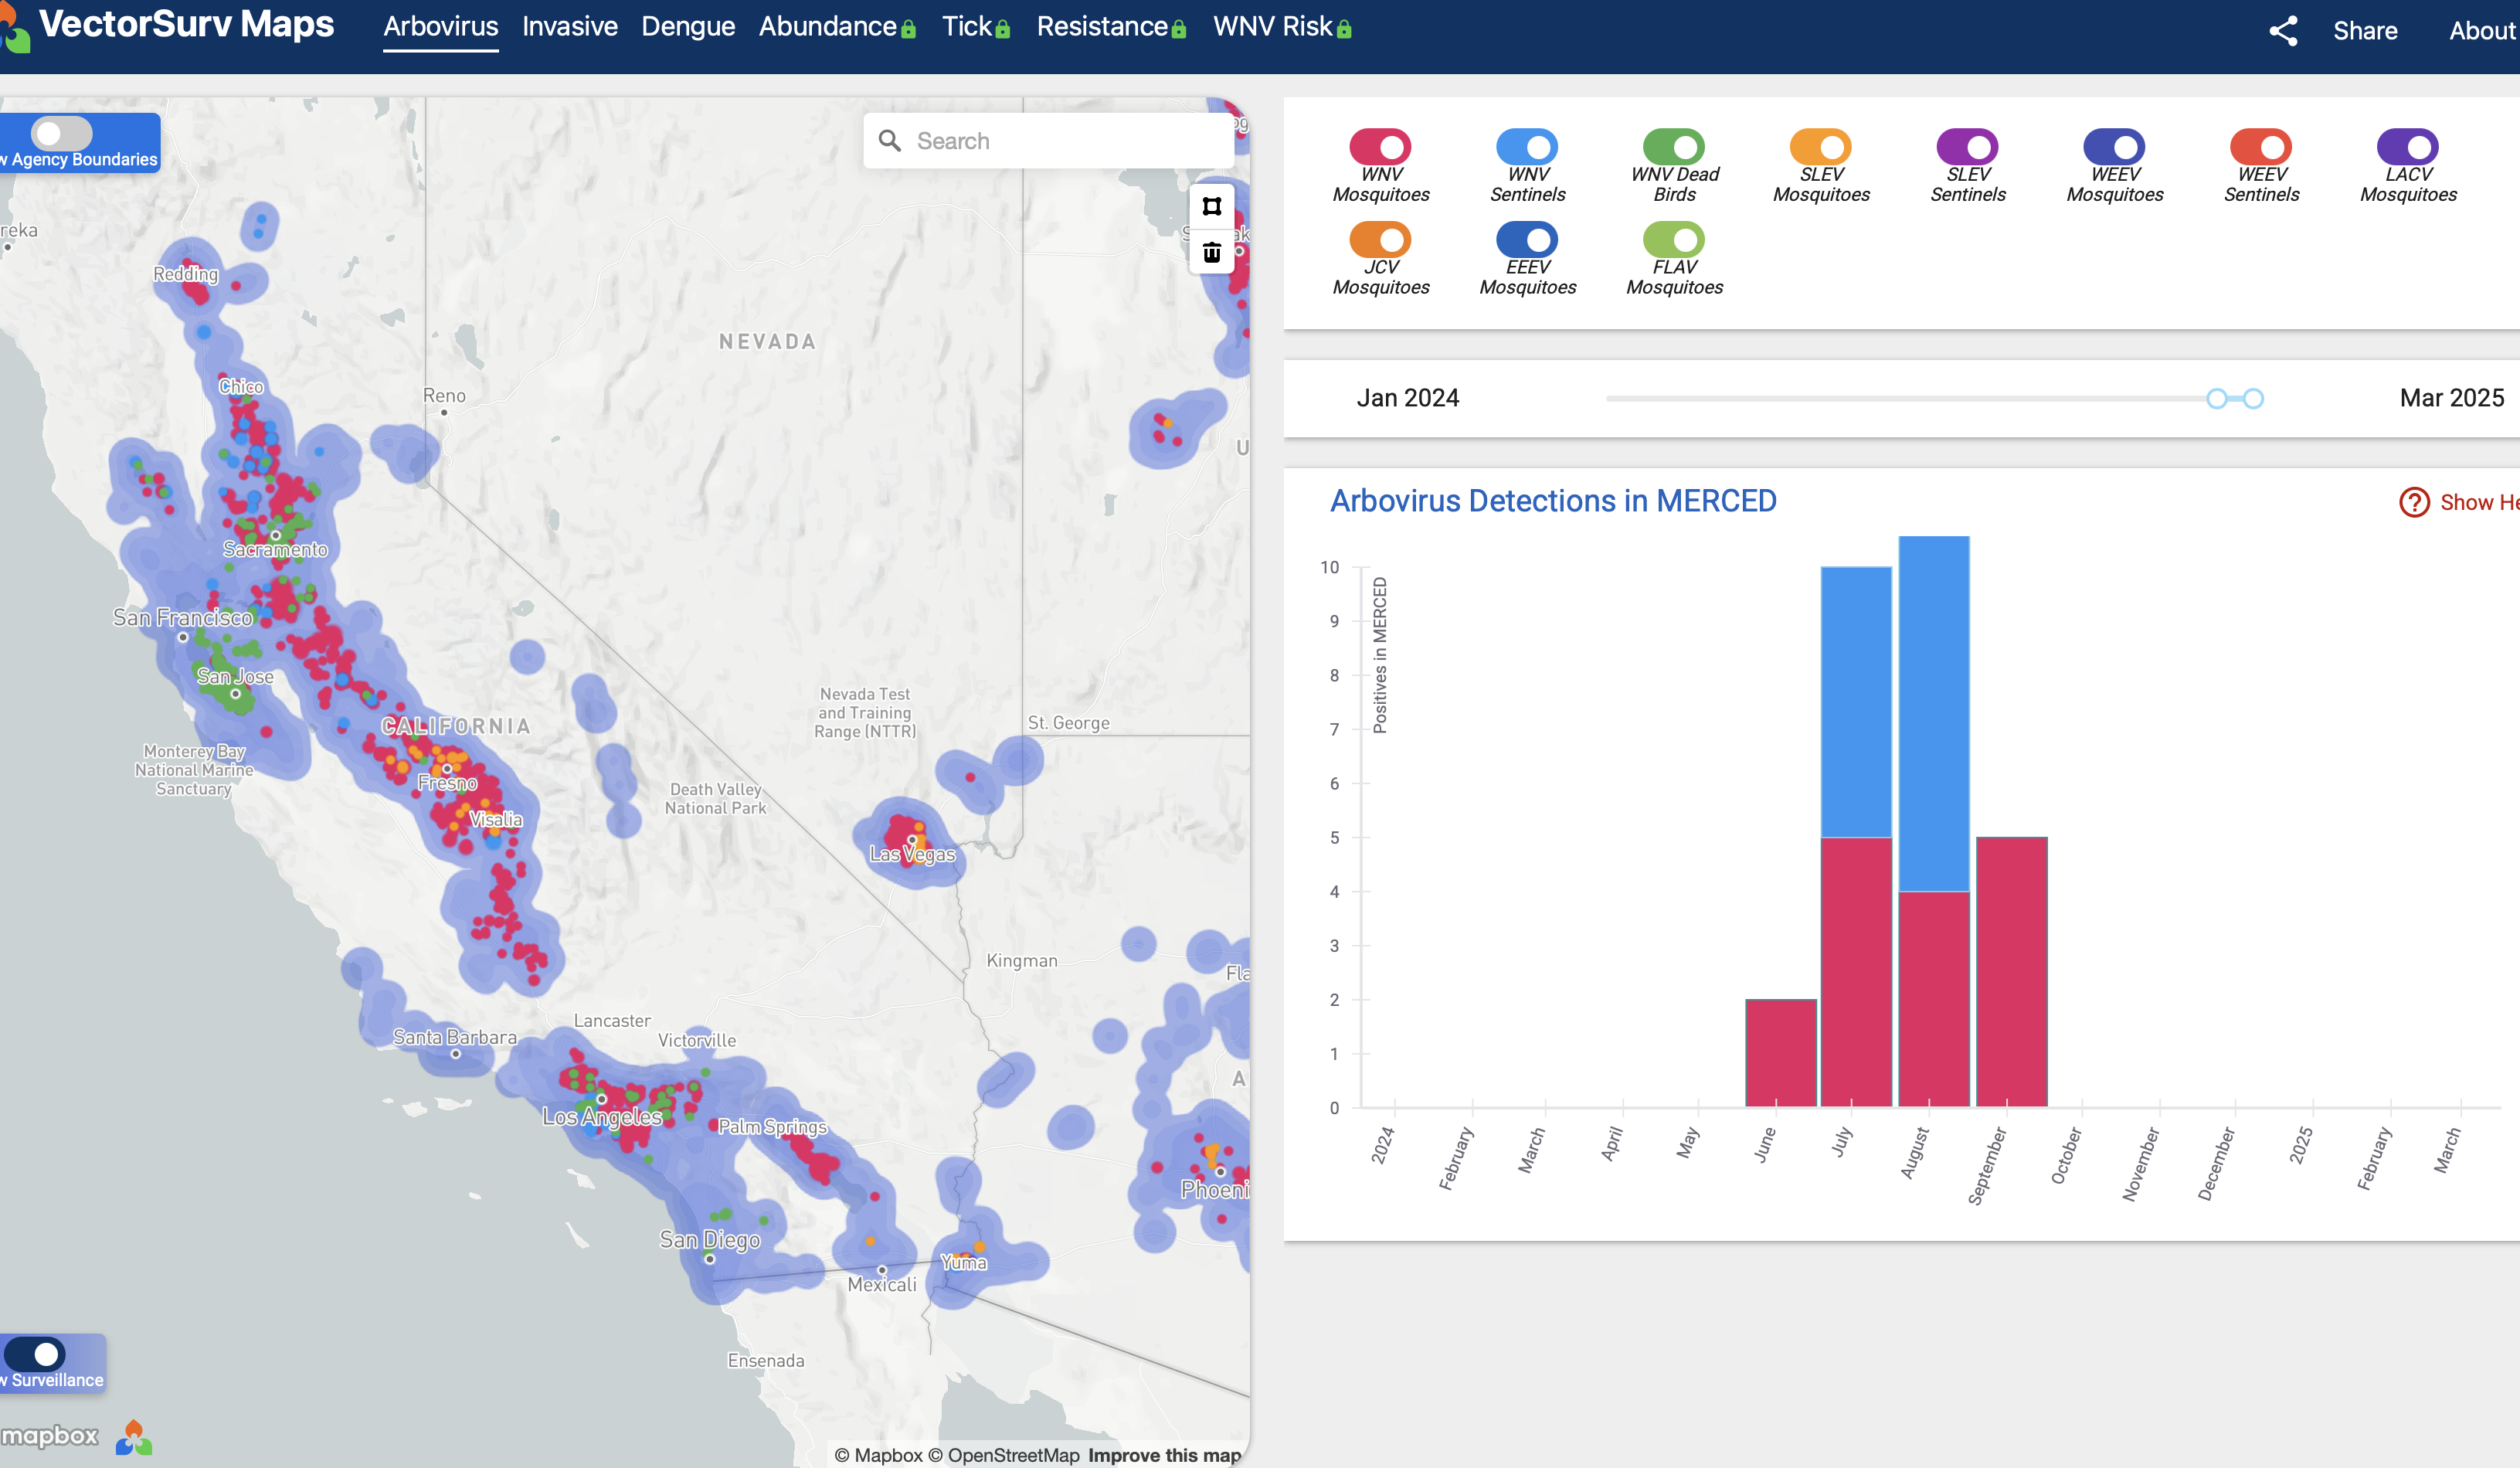 VectorSurv Maps
Arbovirus Invasive Dengue Abundance Tick Resistance WNV Risk
Share About
w Agency Boundaries
Search
reka
Redding
Chico
Reno
NEVADA
Sacramento
San Francisco
San Jose
CALIFORNIA
Monterey Bay
National Marine
Sanctuary
Fresno
Visalia
Nevada Test
and Training
Range (NTTR)
St. George
Death Valley
National Park
Las Vegas
Kingman
Fla
Santa Barbara
Lancaster
Victorville
Los Angeles
Palm Springs
U
A
Phoeni
San Diego
Yuma
Mexicali
Ensenada
w Surveillance
mapbox
© Mapbox © OpenStreetMap Improve this map
WNV
Mosquitoes
WNV
Sentinels
WNV Dead
Birds
SLEV
Mosquitoes
SLEV
Sentinels
WEEV
Mosquitoes
WEEV
Sentinels
LACV
Mosquitoes
JCV
Mosquitoes
EEEV
Mosquitoes
FLAV
Mosquitoes
Jan 2024
Mar 2025
Arbovirus Detections in MERCED
? Show He
Positives in MERCED
10
9
8
7
6
5
4
3
2
1
0
2024
February
March
April
May
June
July
August
September
October
November
December
2025
February
March